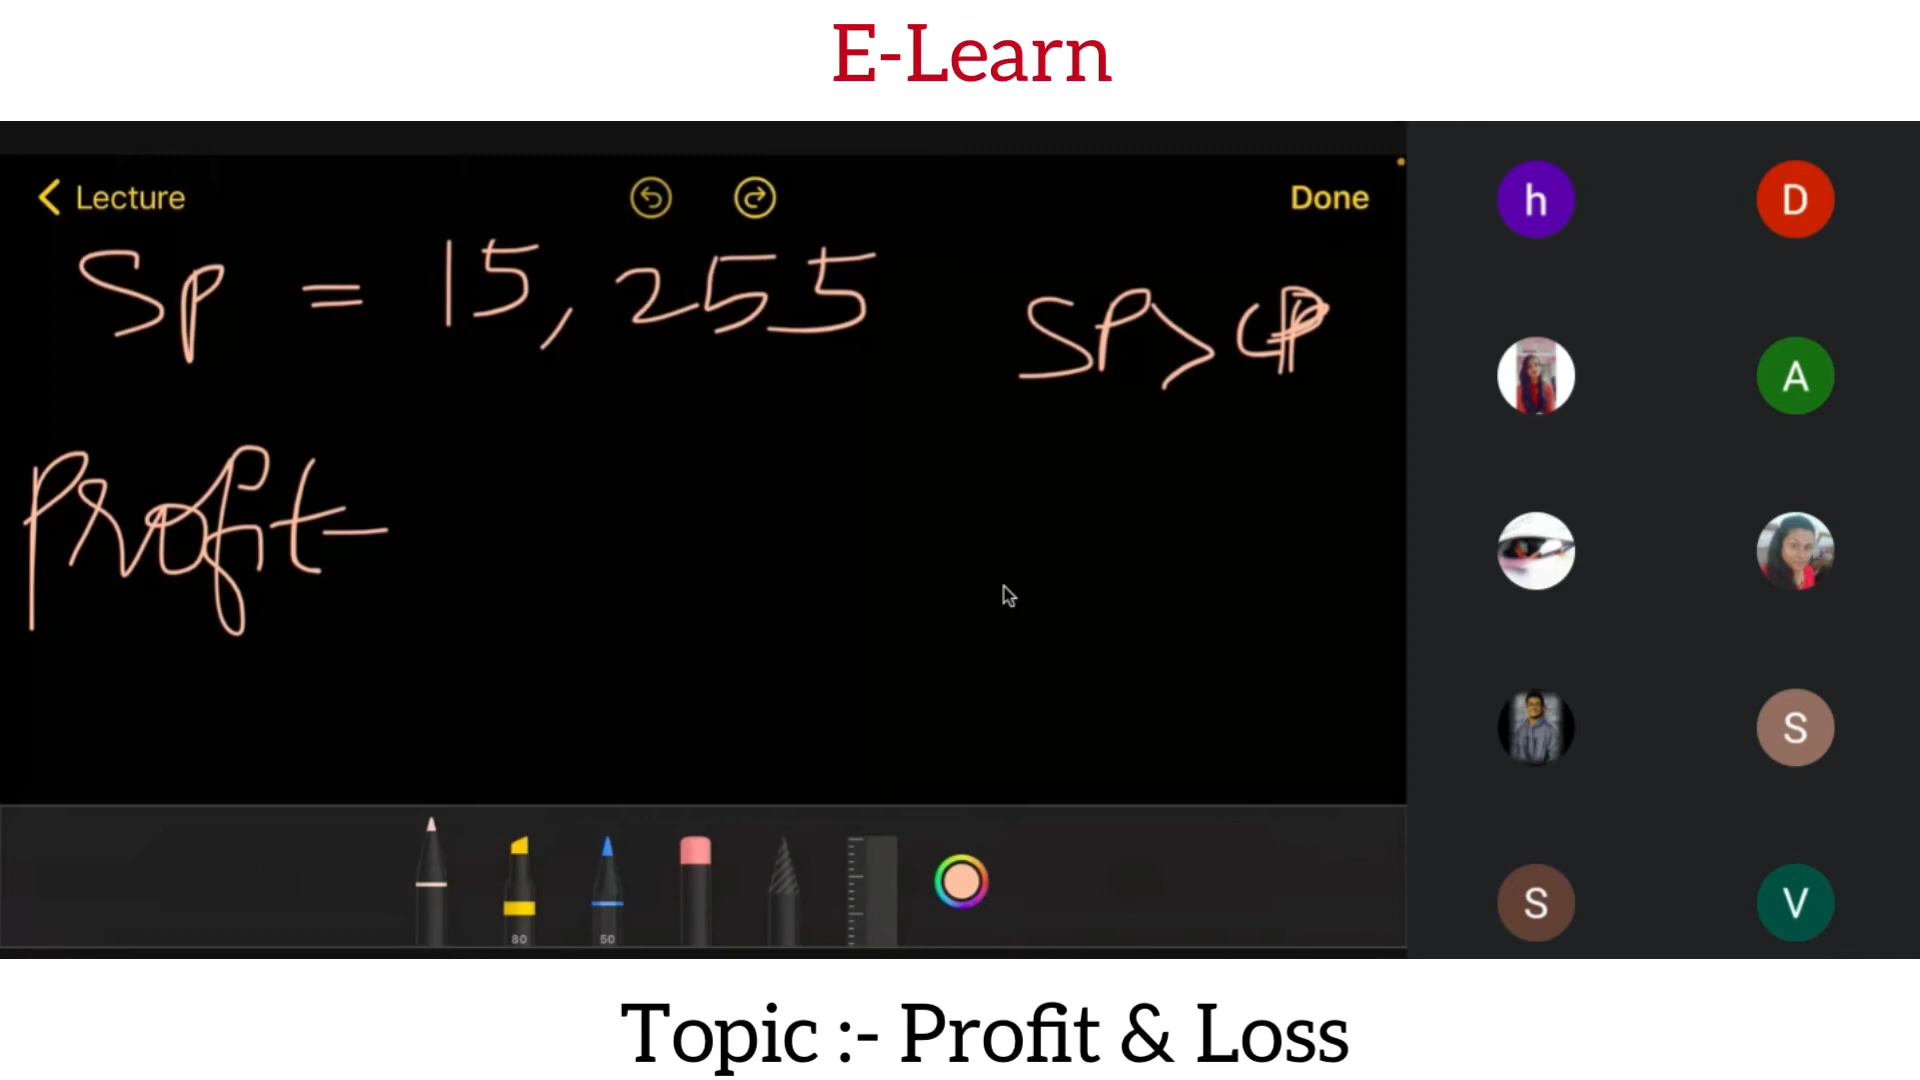 E-Learn
Lecture
Done
Sp = 15,255
SP> CP
Profit-
80
50
h
D
A
S
S
V
Topic :- Profit & Loss